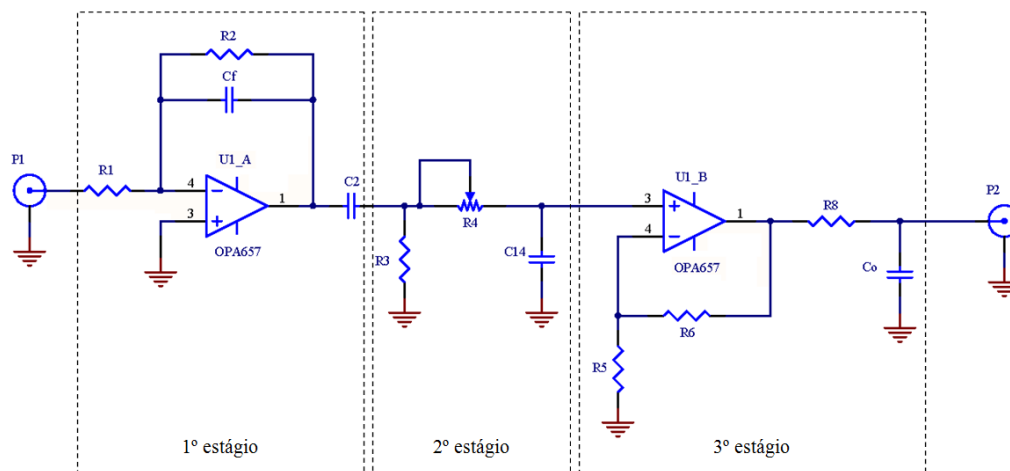 P1
R1
R2
Cf
U1_A
4
3
1
OPA657
C2
R3
R4
C14
U1_B
3
4
1
OPA657
R5
R6
R8
Co
P2
1º estágio
2º estágio
3º estágio